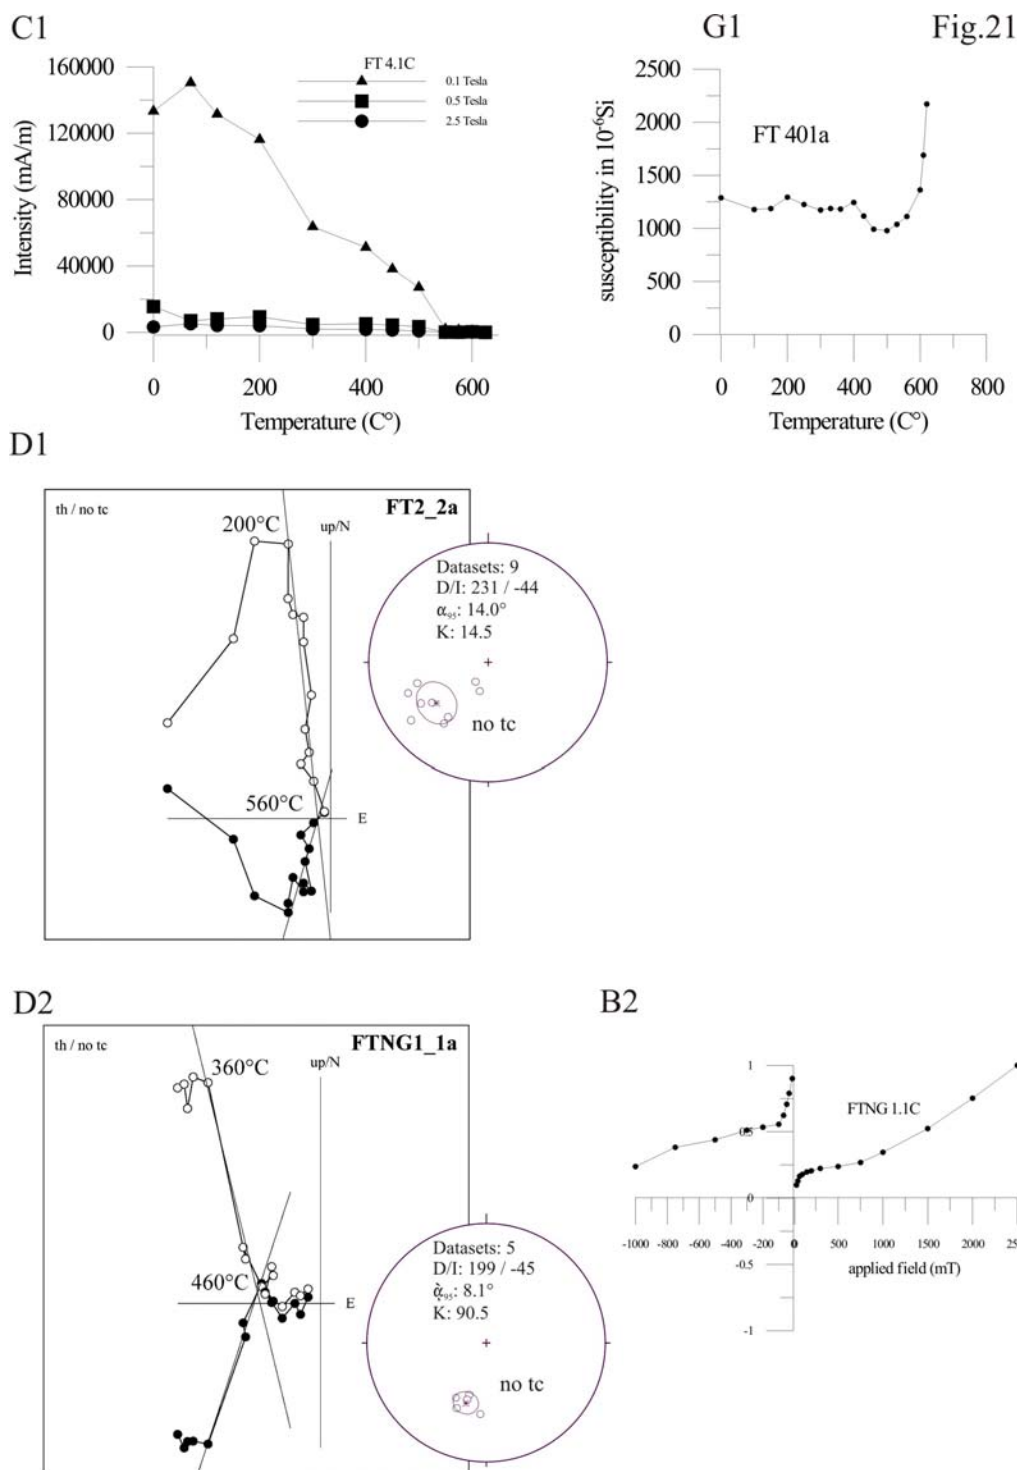 C1
G1
Fig.21
FT 4.1C
0.1 Tesla
0.5 Tesla
2.5 Tesla
160000
120000
80000
40000
0
Intensity (mA/m)
0 200 400 600
Temperature (C°)
2500
2000
1500
1000
500
0
susceptibility in 10⁻⁶Si
FT 401a
0 200 400 600 800
Temperature (C°)
D1
th / no tc
FT2_2a
200°C
up/N
560°C
E
Datasets: 9
D/I: 231 / -44
α₉₅: 14.0°
K: 14.5
no tc
D2
th / no tc
FTNG1_1a
360°C
up/N
460°C
E
Datasets: 5
D/I: 199 / -45
α₉₅: 8.1°
K: 90.5
no tc
B2
FTNG 1.1C
1
0.5
0
-0.5
-1
-1000 -800 -600 -400 -200 0 500 1000 1500 2000 250
applied field (mT)